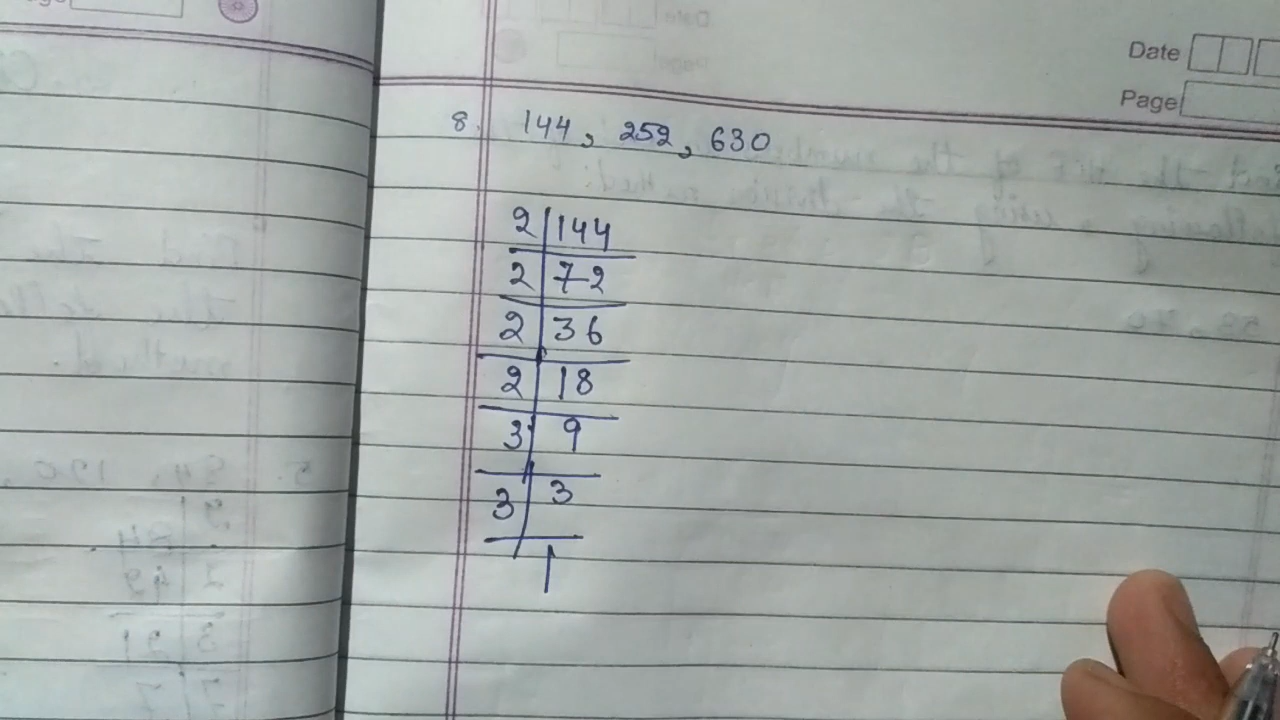 Date
Page
8. 144, 252, 630
2 | 144
2 | 72
2 | 36
2 | 18
3 | 9
3 | 3
1